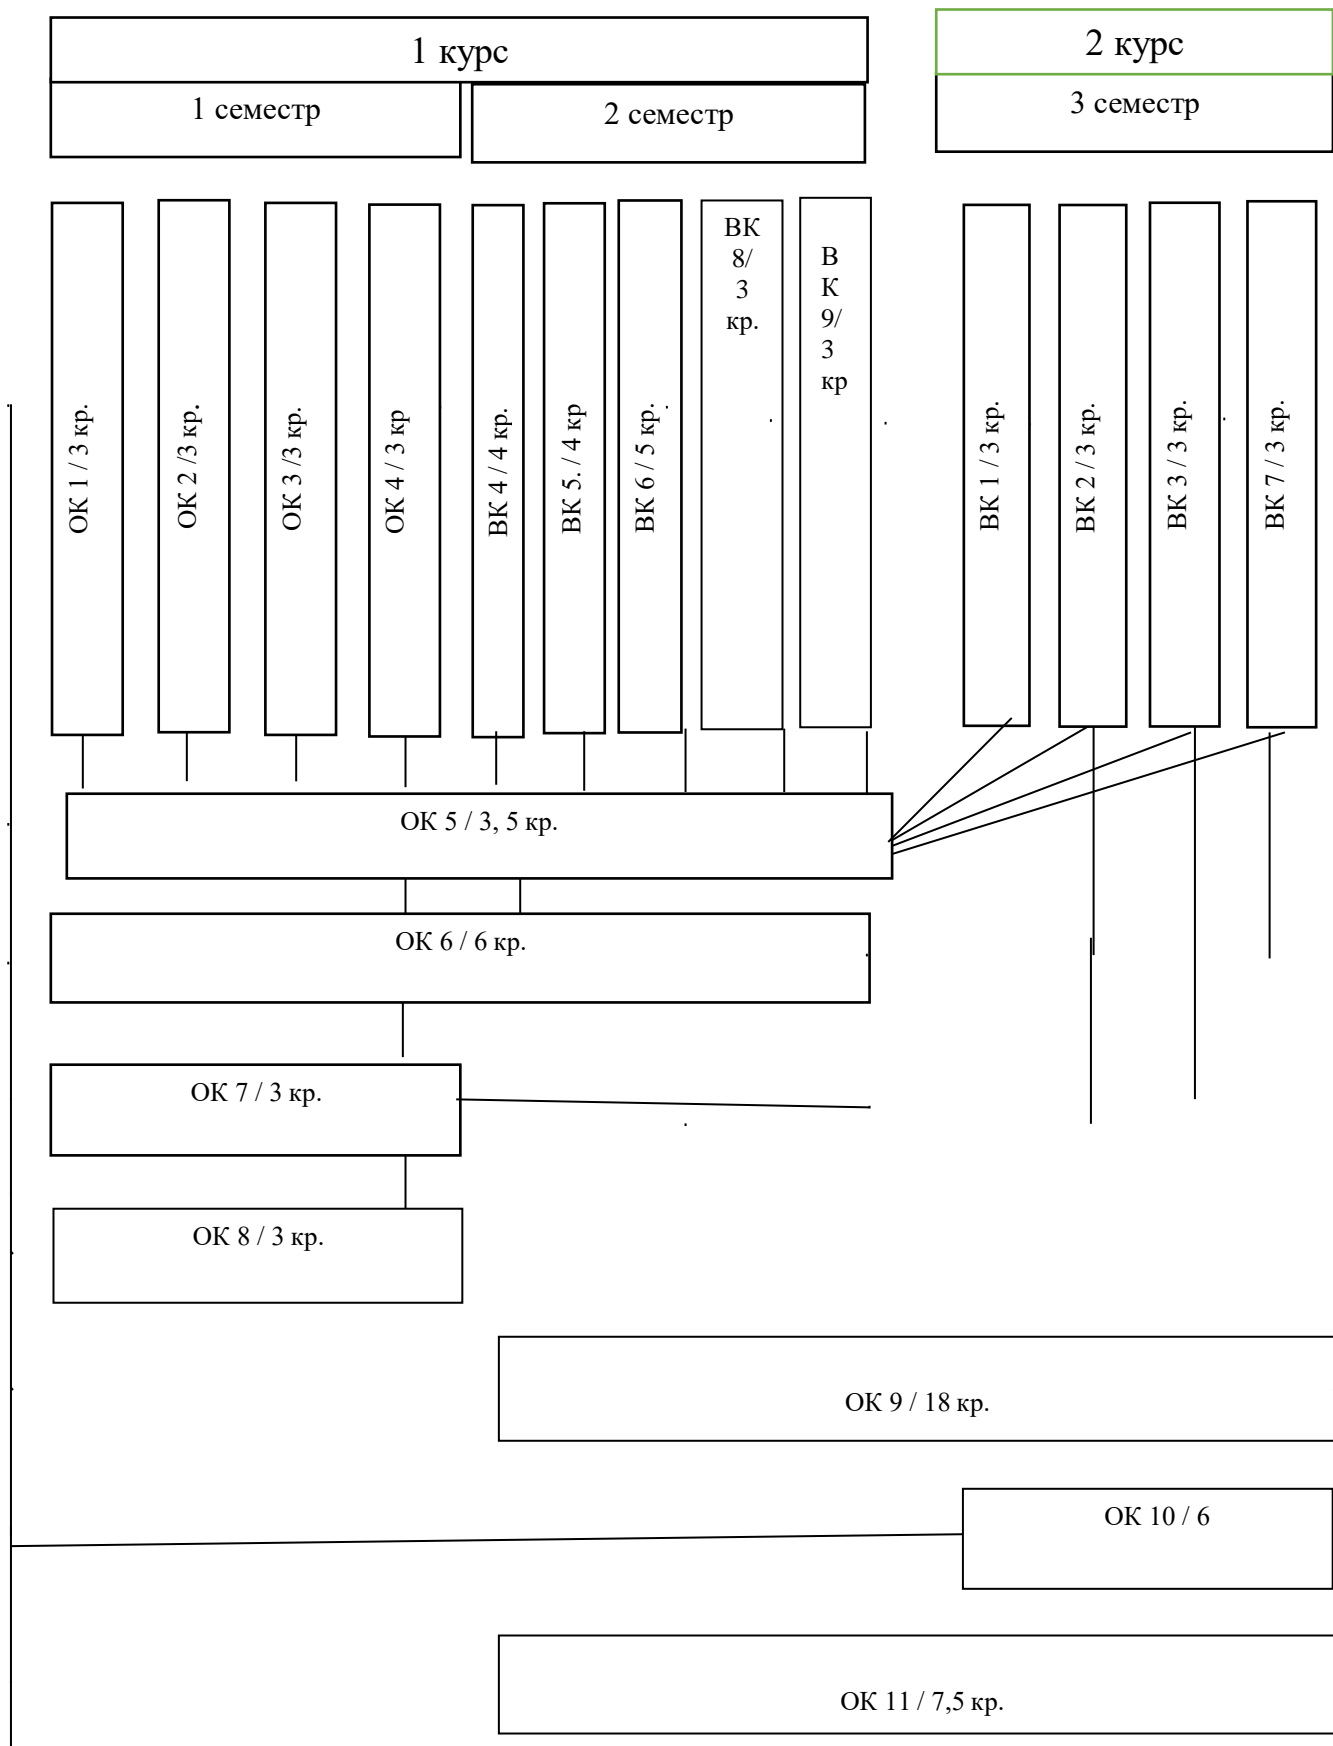 1 курс
2 курс
1 семестр
2 семестр
3 семестр
ОК 1 / 3 кр.
ОК 2 /3 кр.
ОК 3 /3 кр.
ОК 4 / 3 кр
ВК 4 / 4 кр.
ВК 5. / 4 кр
ВК 6 / 5 кр.
ВК
8/
3
кр.
В
К
9/
3
кр
ВК 1 / 3 кр.
ВК 2 / 3 кр.
ВК 3 / 3 кр.
ВК 7 / 3 кр.
ОК 5 / 3, 5 кр.
ОК 6 / 6 кр.
ОК 7 / 3 кр.
ОК 8 / 3 кр.
ОК 9 / 18 кр.
ОК 10 / 6
ОК 11 / 7,5 кр.